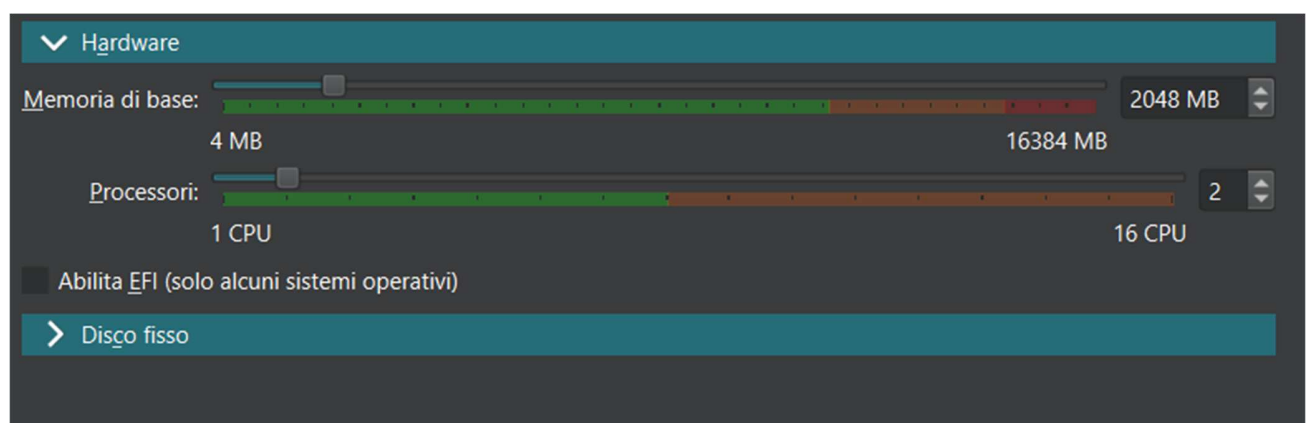 Hardware
Memoria di base: 2048 MB
4 MB 16384 MB
Processori: 2
1 CPU 16 CPU
Abilita EFI (solo alcuni sistemi operativi)
Disco fisso